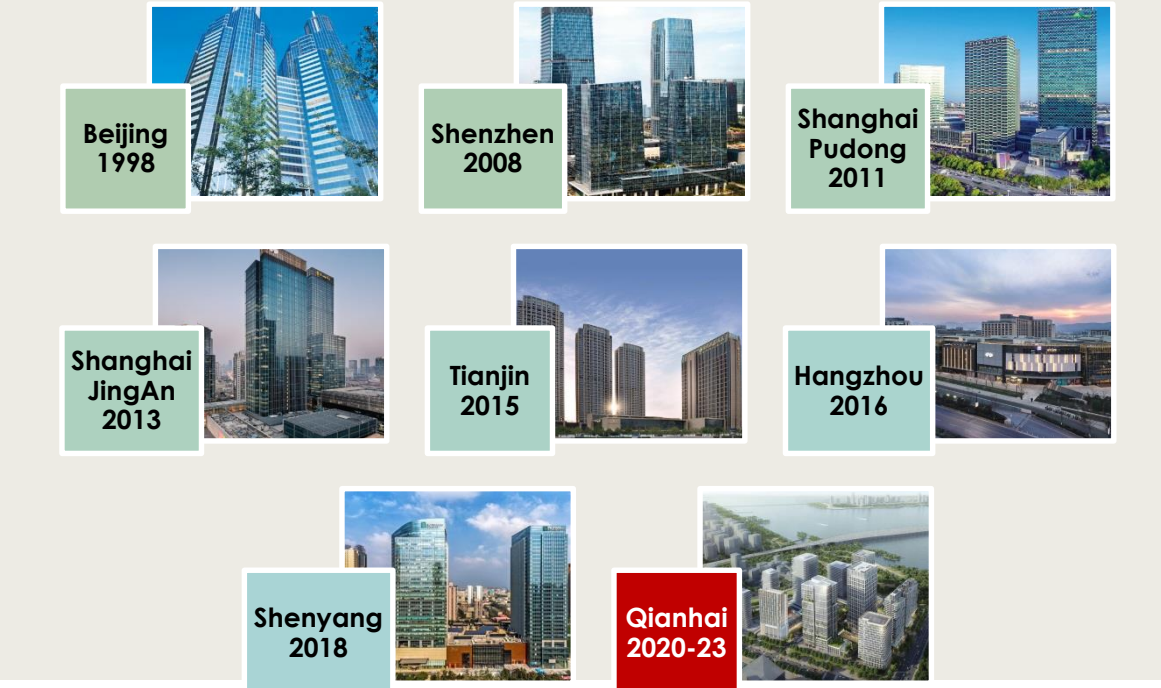 Beijing
1998
Shenzhen
2008
Shanghai
Pudong
2011
Shanghai
JingAn
2013
Tianjin
2015
Hangzhou
2016
Shenyang
2018
Qianhai
2020-23